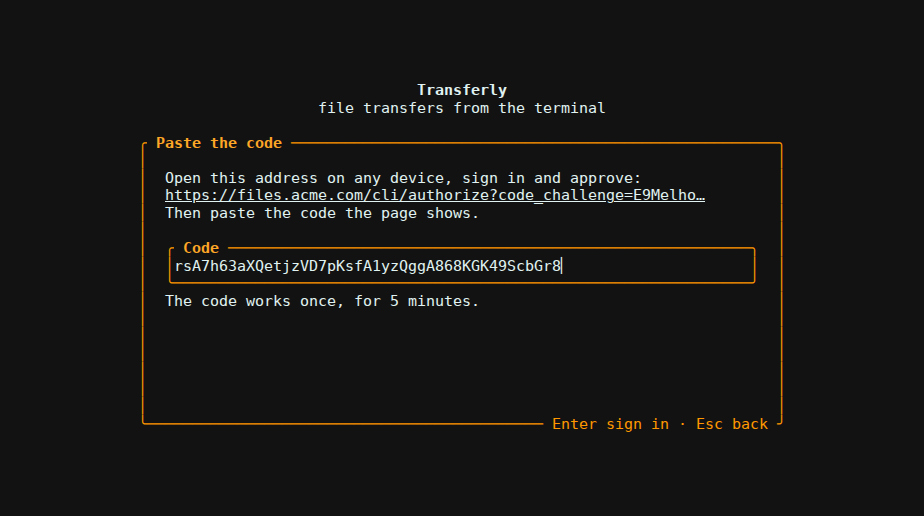 Transferly
file transfers from the terminal
Paste the code
Open this address on any device, sign in and approve:
https://files.acme.com/cli/authorize?code_challenge=E9Melho…
Then paste the code the page shows.
Code
rsA7h63aXQetjzVD7pKsfA1yzQggA868KGK49ScbGr8
The code works once, for 5 minutes.
Enter sign in · Esc back